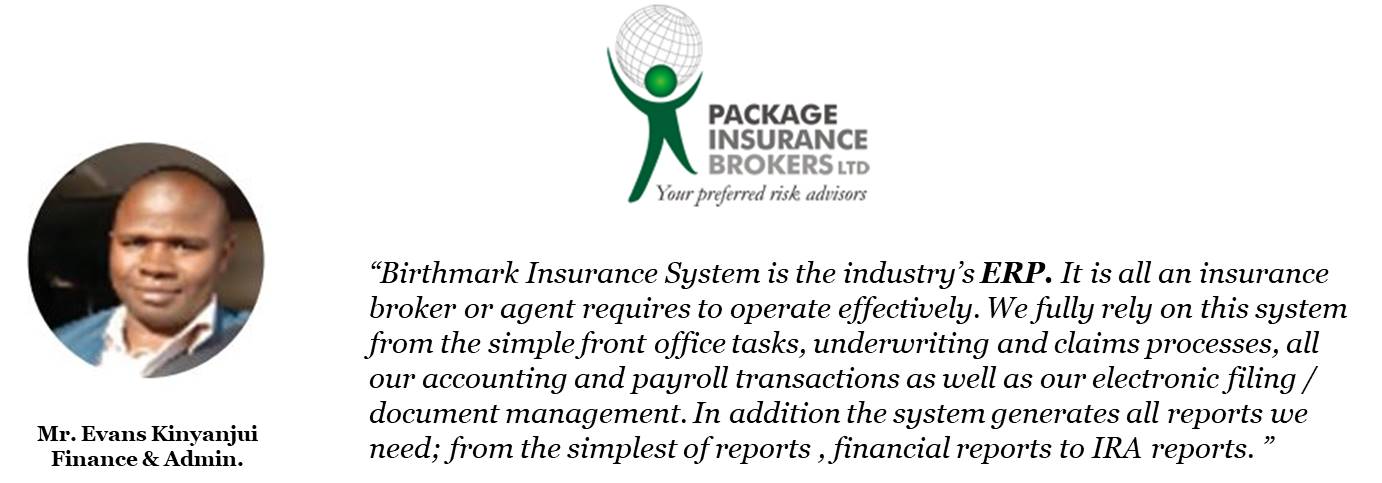 PACKAGE
INSURANCE
BROKERS LTD
Your preferred risk advisors
“Birthmark Insurance System is the industry’s ERP. It is all an insurance
broker or agent requires to operate effectively. We fully rely on this system
from the simple front office tasks, underwriting and claims processes, all
our accounting and payroll transactions as well as our electronic filing /
document management. In addition the system generates all reports we
need; from the simplest of reports , financial reports to IRA reports. ”
Mr. Evans Kinyanjui
Finance & Admin.